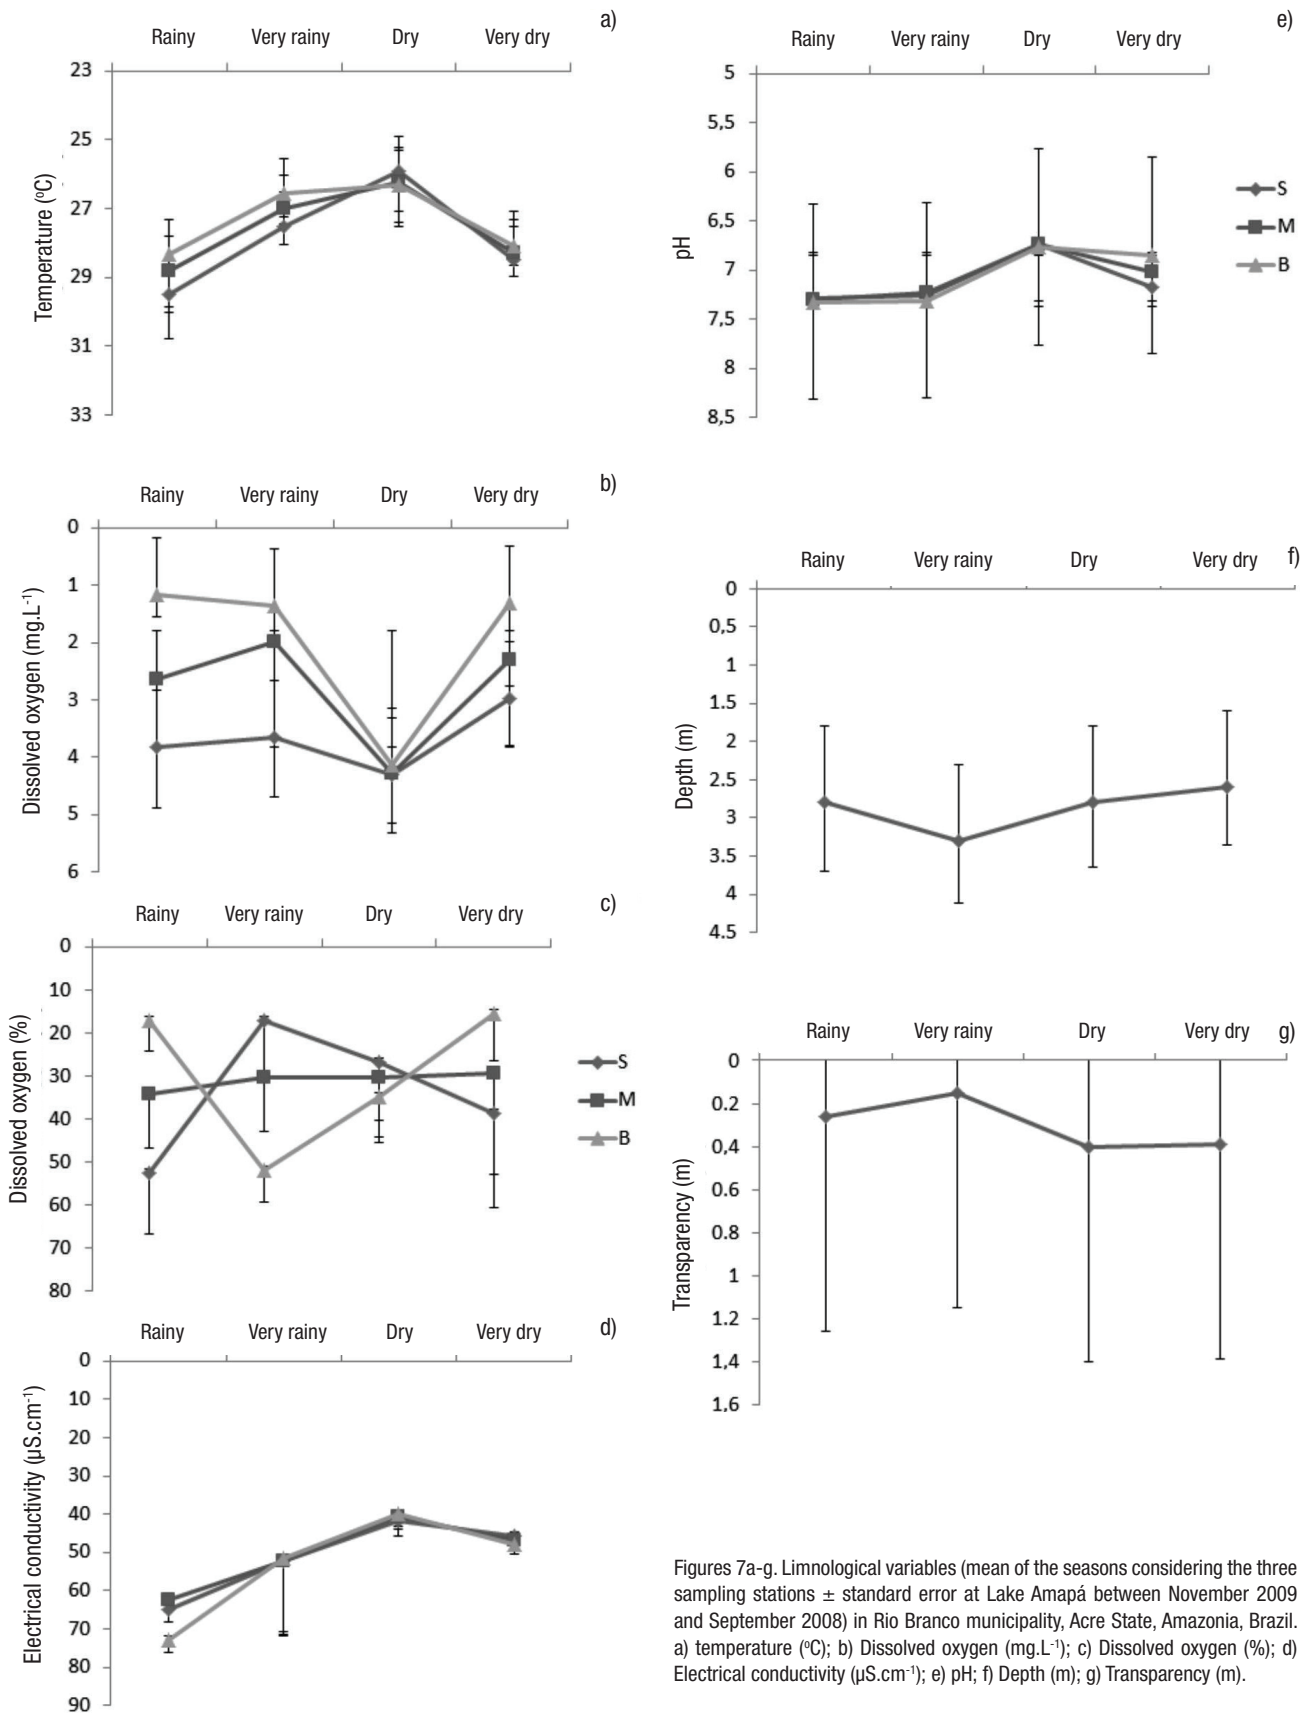 a)
Rainy Very rainy Dry Very dry
23
25
27
29
31
33
Temperature (ºC)
b)
Rainy Very rainy Dry Very dry
0
1
2
3
4
5
6
Dissolved oxygen (mg.L-1)
c)
Rainy Very rainy Dry Very dry
0
10
20
30
40
50
60
70
80
Dissolved oxygen (%)
S
M
B
d)
Rainy Very rainy Dry Very dry
0
10
20
30
40
50
60
70
80
90
Electrical conductivity (µS.cm-1)
e)
Rainy Very rainy Dry Very dry
5
5,5
6
6,5
7
7,5
8
8,5
pH
S
M
B
f)
Rainy Very rainy Dry Very dry
0
0,5
1
1.5
2
2.5
3
3.5
4
4.5
Depth (m)
g)
Rainy Very rainy Dry Very dry
0
0.2
0.4
0.6
0.8
1
1.2
1,4
1,6
Transparency (m)
Figures 7a-g. Limnological variables (mean of the seasons considering the three
sampling stations ± standard error at Lake Amapá between November 2009
and September 2008) in Rio Branco municipality, Acre State, Amazonia, Brazil.
a) temperature (ºC); b) Dissolved oxygen (mg.L-1); c) Dissolved oxygen (%); d)
Electrical conductivity (µS.cm-1); e) pH; f) Depth (m); g) Transparency (m).